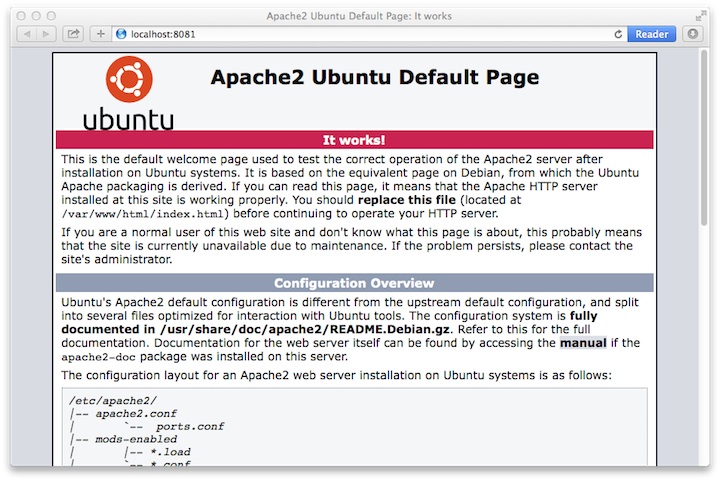 Apache2 Ubuntu Default Page: It works
localhost:8081
Reader
ubuntu
Apache2 Ubuntu Default Page
It works!
This is the default welcome page used to test the correct operation of the Apache2 server after
installation on Ubuntu systems. It is based on the equivalent page on Debian, from which the Ubuntu
Apache packaging is derived. If you can read this page, it means that the Apache HTTP server
installed at this site is working properly. You should replace this file (located at
/var/www/html/index.html) before continuing to operate your HTTP server.
If you are a normal user of this web site and don't know what this page is about, this probably means
that the site is currently unavailable due to maintenance. If the problem persists, please contact the
site's administrator.
Configuration Overview
Ubuntu's Apache2 default configuration is different from the upstream default configuration, and split
into several files optimized for interaction with Ubuntu tools. The configuration system is fully
documented in /usr/share/doc/apache2/README.Debian.gz. Refer to this for the full
documentation. Documentation for the web server itself can be found by accessing the manual if the
apache2-doc package was installed on this server.
The configuration layout for an Apache2 web server installation on Ubuntu systems is as follows:
/etc/apache2/
|-- apache2.conf
|       `--  ports.conf
|-- mods-enabled
|       |-- *.load
|       `-- *.conf